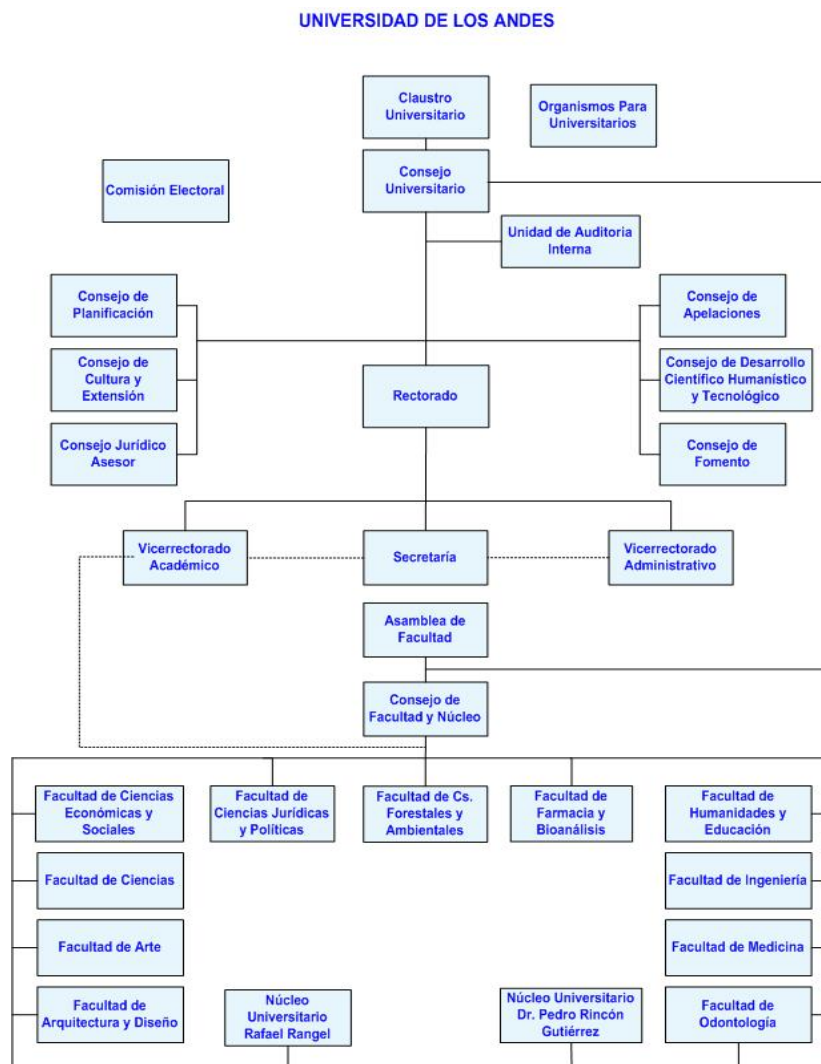 UNIVERSIDAD DE LOS ANDES
Claustro
Universitario
Organismos Para
Universitarios
Comisión Electoral
Consejo
Universitario
Unidad de Auditoria
Interna
Consejo de
Planificación
Consejo de
Apelaciones
Consejo de
Cultura y
Extensión
Rectorado
Consejo de Desarrollo
Científico Humanístico
y Tecnológico
Consejo Jurídico
Asesor
Consejo de
Fomento
Vicerrectorado
Académico
Secretaría
Vicerrectorado
Administrativo
Asamblea de
Facultad
Consejo de
Facultad y Núcleo
Facultad de Ciencias
Económicas y
Sociales
Facultad de
Ciencias Jurídicas
y Políticas
Facultad de Cs.
Forestales y
Ambientales
Facultad de
Farmacia y
Bioanálisis
Facultad de
Humanidades y
Educación
Facultad de Ciencias
Facultad de Ingeniería
Facultad de Arte
Facultad de Medicina
Facultad de
Arquitectura y Diseño
Núcleo
Universitario
Rafael Rangel
Núcleo Universitario
Dr. Pedro Rincón
Gutiérrez
Facultad de
Odontología